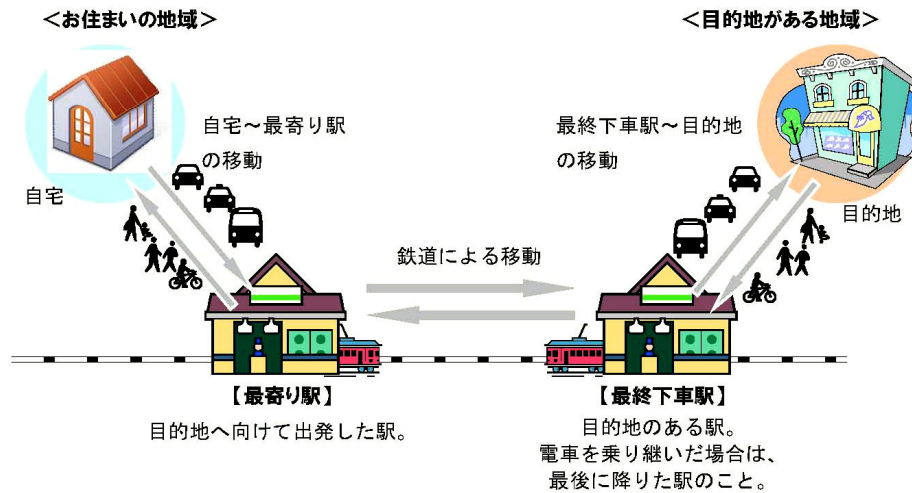 ＜お住まいの地域＞
＜目的地がある地域＞
自宅～最寄り駅
の移動
最終下車駅～目的地
の移動
自宅
目的地
鉄道による移動
【最寄り駅】
目的地へ向けて出発した駅。
【最終下車駅】
目的地のある駅。
電車を乗り継いだ場合は、
最後に降りた駅のこと。